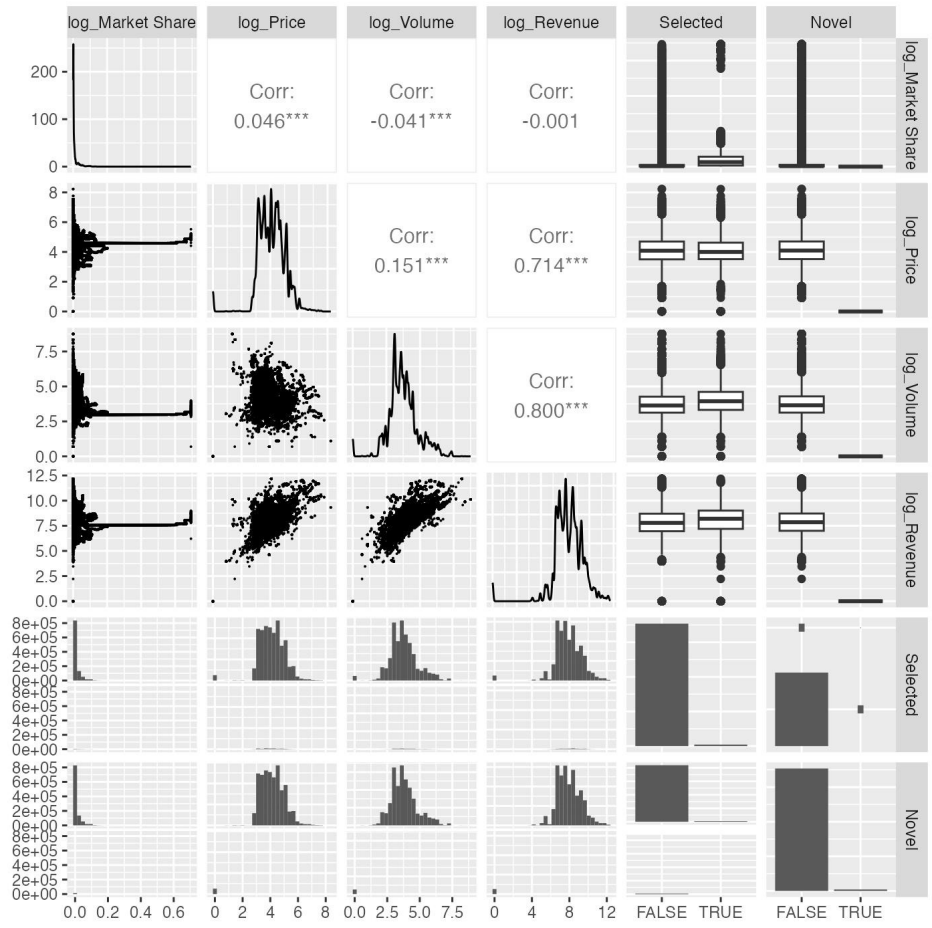 log_Market Share log_Price log_Volume log_Revenue Selected Novel
200
100
0
Corr:
0.046***
Corr:
-0.041***
Corr:
-0.001
log_Market Share
8
6
4
2
0
Corr:
0.151***
Corr:
0.714***
log_Price
7.5
5.0
2.5
0.0
Corr:
0.800***
log_Volume
12.5
10.0
7.5
5.0
2.5
0.0
log_Revenue
8e+05
6e+05
4e+05
2e+05
0e+00
8e+05
6e+05
4e+05
2e+05
0e+00
Selected
8e+05
6e+05
4e+05
2e+05
0e+00
8e+05
6e+05
4e+05
2e+05
0e+00
Novel
0.0 0.2 0.4 0.6 0 2 4 6 8 0.0 2.5 5.0 7.5 0 4 8 12 FALSE TRUE FALSE TRUE